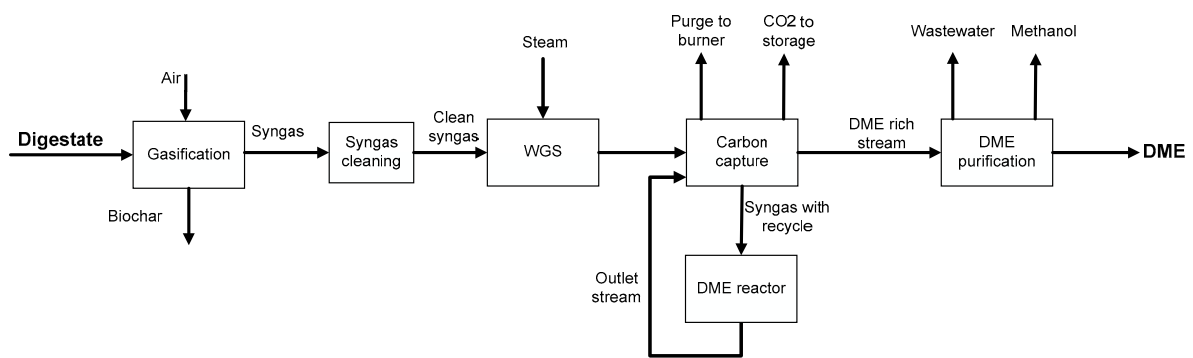 Purge to
burner
CO2 to
storage
Wastewater
Methanol
Steam
Air
Digestate
Gasification
Syngas
Syngas
cleaning
Clean
syngas
WGS
Carbon
capture
DME rich
stream
DME
purification
DME
Biochar
Syngas with
recycle
Outlet
stream
DME reactor